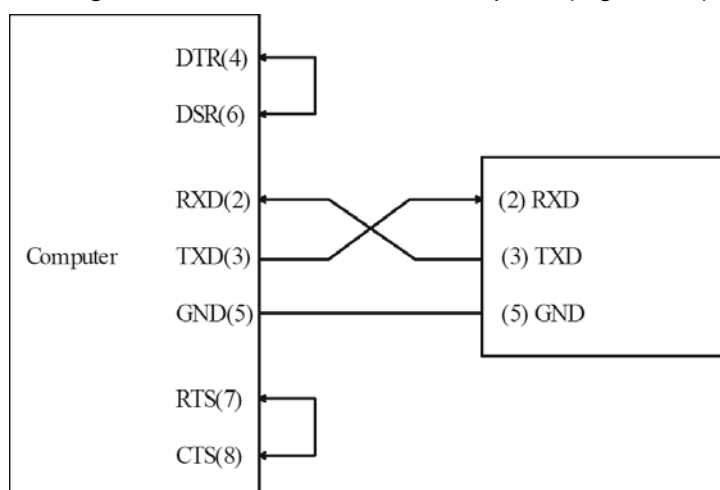 DTR(4)
DSR(6)
RXD(2)
(2) RXD
Computer
TXD(3)
(3) TXD
GND(5)
(5) GND
RTS(7)
CTS(8)